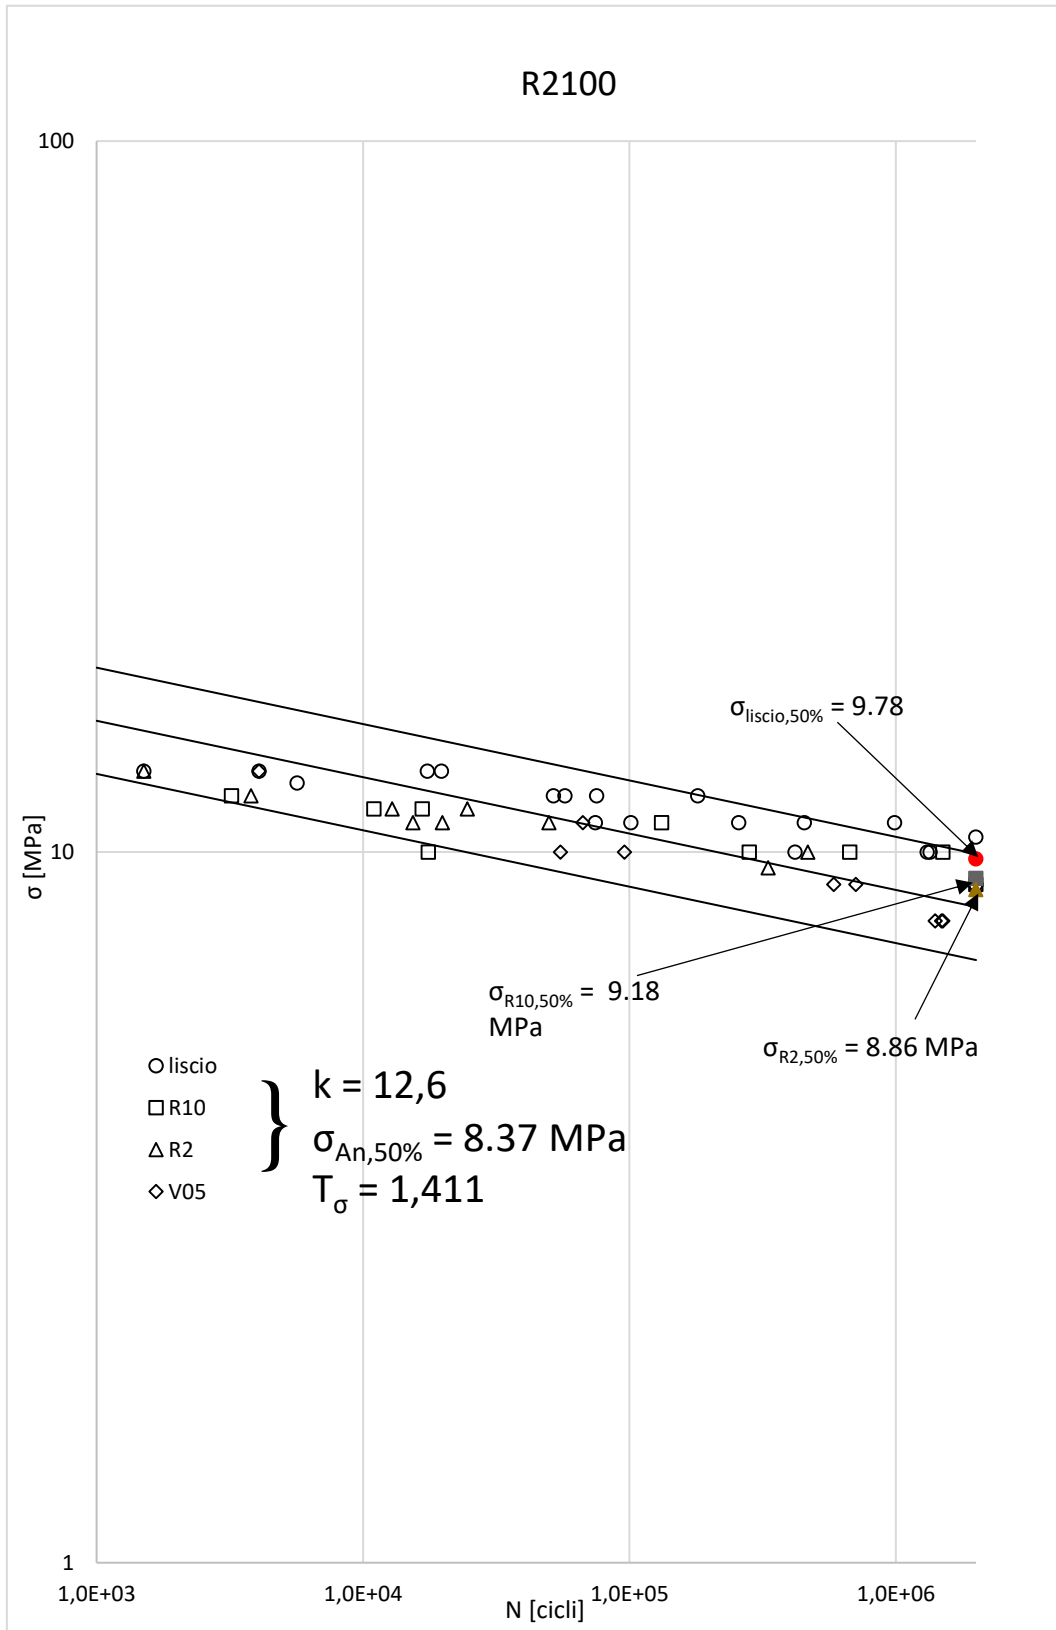 R2100
100
σliscio,50% = 9.78
10
σ [MPa]
σR10,50% = 9.18
MPa
σR2,50% = 8.86 MPa
liscio
R10
R2
V05
}
k = 12,6
σAn,50% = 8.37 MPa
Tσ = 1,411
1
1,0E+03
1,0E+04
1,0E+05
1,0E+06
N [cicli]